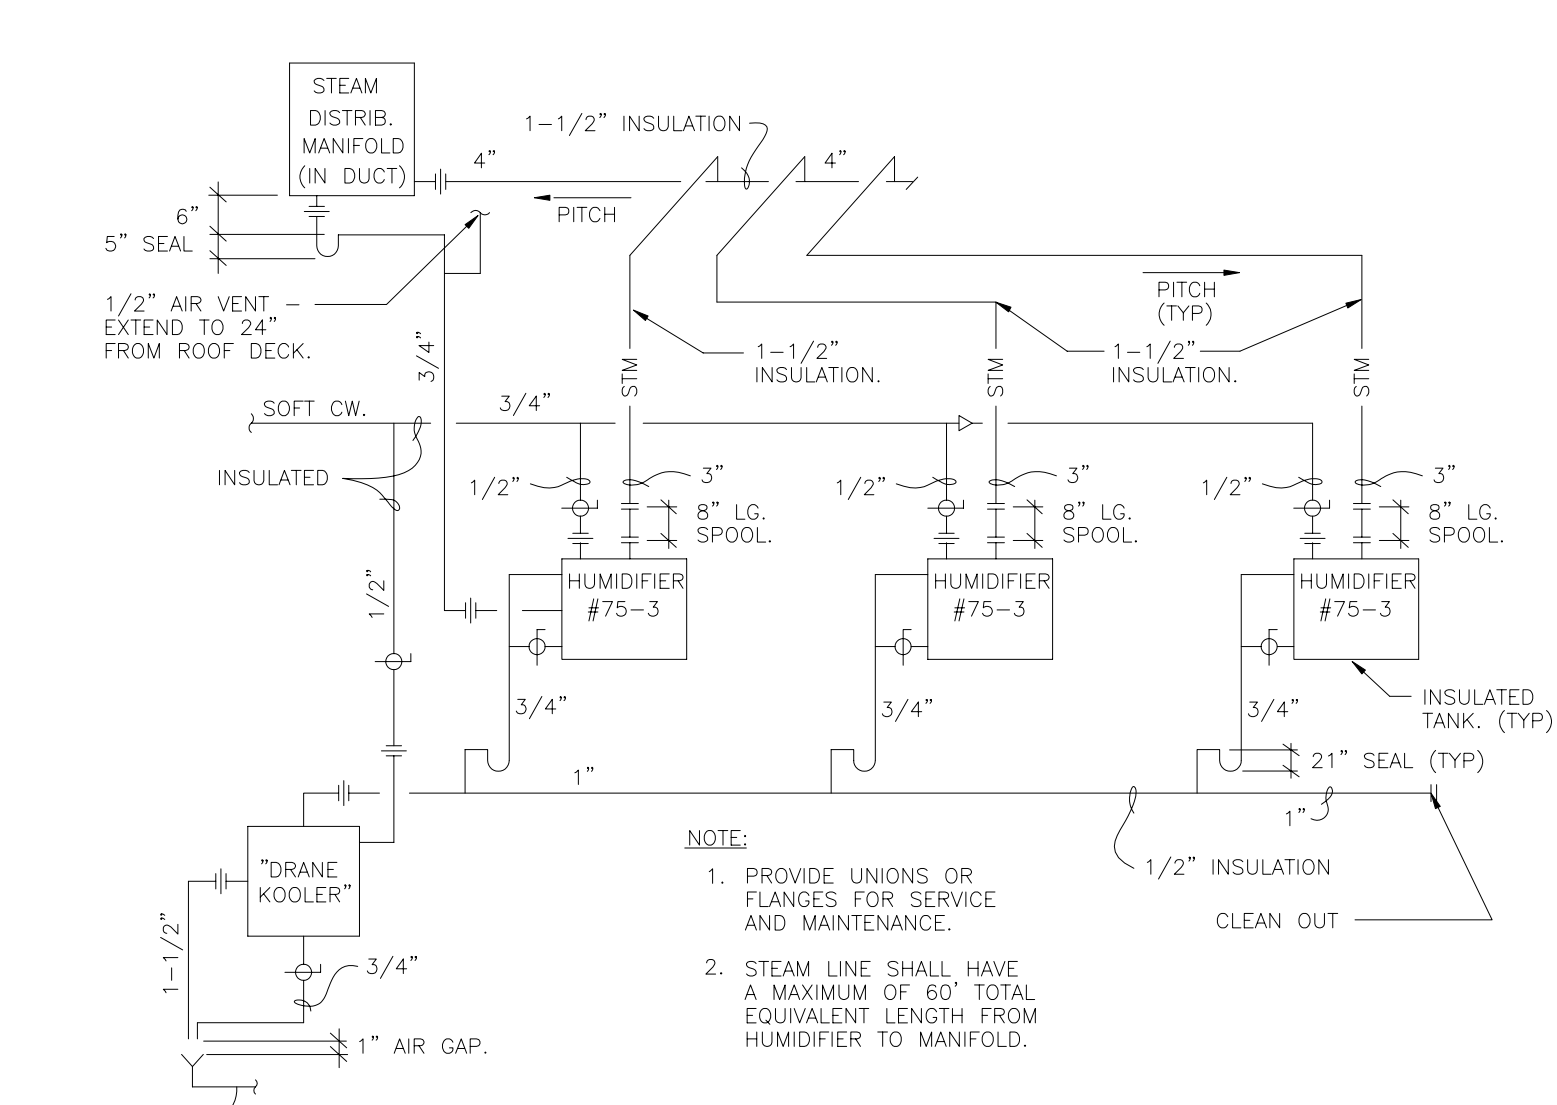 STEAM
DISTRIB.
MANIFOLD
(IN DUCT)
1-1/2" INSULATION
4"
4"
PITCH
6"
5" SEAL
1/2" AIR VENT -
EXTEND TO 24"
FROM ROOF DECK.
3/4"
PITCH
(TYP)
1-1/2"
INSULATION.
1-1/2"
INSULATION.
STM
STM
STM
SOFT CW.
3/4"
INSULATED
1/2"
3"
8" LG.
SPOOL.
1/2"
3"
8" LG.
SPOOL.
1/2"
3"
8" LG.
SPOOL.
1/2"
HUMIDIFIER
#75-3
HUMIDIFIER
#75-3
HUMIDIFIER
#75-3
3/4"
3/4"
3/4"
INSULATED
TANK. (TYP)
21" SEAL (TYP)
1"
1"
"DRANE
KOOLER"
1-1/2"
3/4"
1" AIR GAP.
1/2" INSULATION
CLEAN OUT
NOTE:
1. PROVIDE UNIONS OR
FLANGES FOR SERVICE
AND MAINTENANCE.
2. STEAM LINE SHALL HAVE
A MAXIMUM OF 60' TOTAL
EQUIVALENT LENGTH FROM
HUMIDIFIER TO MANIFOLD.